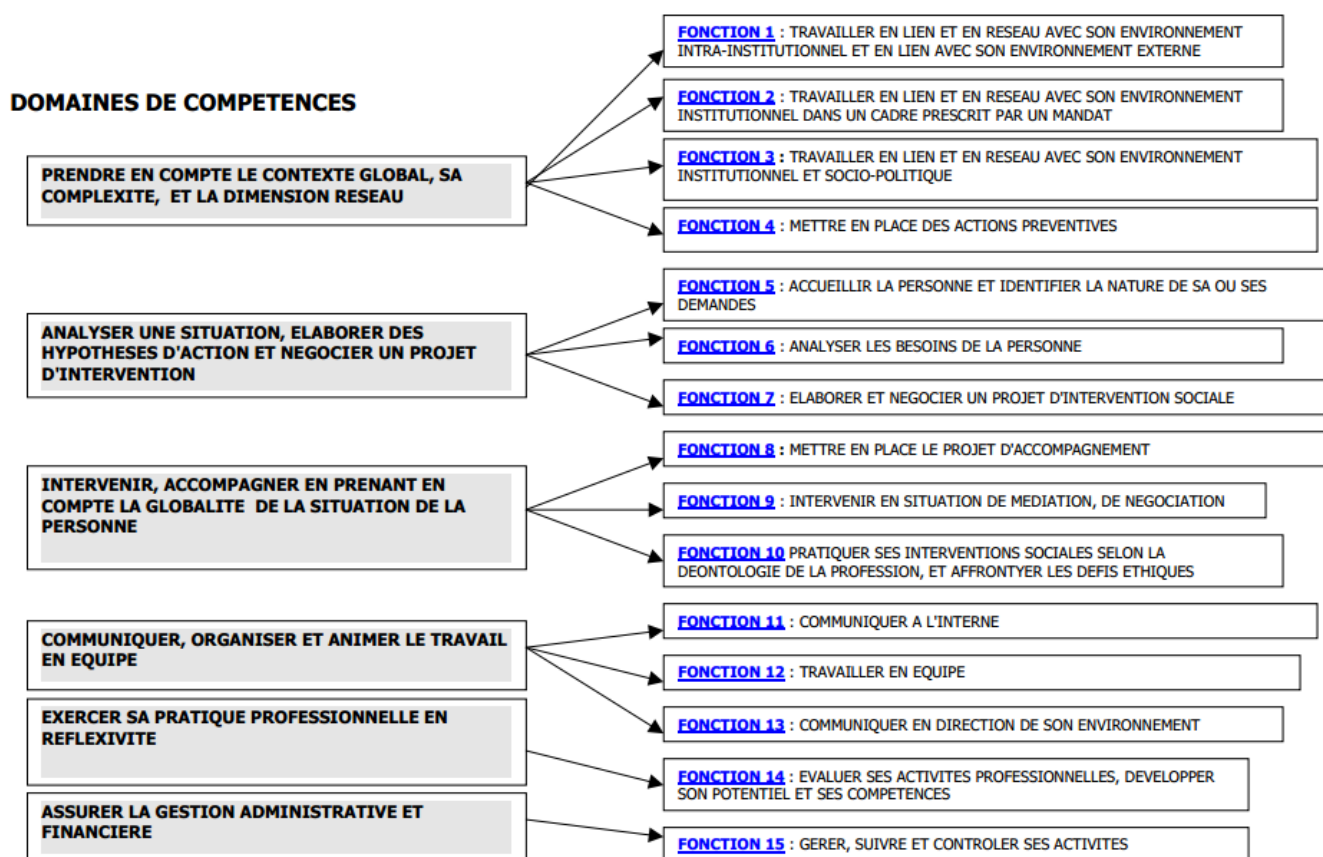 DOMAINES DE COMPETENCES
PRENDRE EN COMPTE LE CONTEXTE GLOBAL, SA
COMPLEXITE, ET LA DIMENSION RESEAU
FONCTION 1 : TRAVAILLER EN LIEN ET EN RESEAU AVEC SON ENVIRONNEMENT
INTRA-INSTITUTIONNEL ET EN LIEN AVEC SON ENVIRONNEMENT EXTERNE
FONCTION 2 : TRAVAILLER EN LIEN ET EN RESEAU AVEC SON ENVIRONNEMENT
INSTITUTIONNEL DANS UN CADRE PRESCRIT PAR UN MANDAT
FONCTION 3 : TRAVAILLER EN LIEN ET EN RESEAU AVEC SON ENVIRONNEMENT
INSTITUTIONNEL ET SOCIO-POLITIQUE
FONCTION 4 : METTRE EN PLACE DES ACTIONS PREVENTIVES
ANALYSER UNE SITUATION, ELABORER DES
HYPOTHESES D'ACTION ET NEGOCIER UN PROJET
D'INTERVENTION
FONCTION 5 : ACCUEILLIR LA PERSONNE ET IDENTIFIER LA NATURE DE SA OU SES
DEMANDES
FONCTION 6 : ANALYSER LES BESOINS DE LA PERSONNE
FONCTION 7 : ELABORER ET NEGOCIER UN PROJET D'INTERVENTION SOCIALE
INTERVENIR, ACCOMPAGNER EN PRENANT EN
COMPTE LA GLOBALITE DE LA SITUATION DE LA
PERSONNE
FONCTION 8 : METTRE EN PLACE LE PROJET D'ACCOMPAGNEMENT
FONCTION 9 : INTERVENIR EN SITUATION DE MEDIATION, DE NEGOCIATION
FONCTION 10 PRATIQUER SES INTERVENTIONS SOCIALES SELON LA
DEONTOLOGIE DE LA PROFESSION, ET AFFRONTYER LES DEFIS ETHIQUES
COMMUNIQUER, ORGANISER ET ANIMER LE TRAVAIL
EN EQUIPE
FONCTION 11 : COMMUNIQUER A L'INTERNE
FONCTION 12 : TRAVAILLER EN EQUIPE
FONCTION 13 : COMMUNIQUER EN DIRECTION DE SON ENVIRONNEMENT
EXERCER SA PRATIQUE PROFESSIONNELLE EN
REFLEXIVITE
FONCTION 14 : EVALUER SES ACTIVITES PROFESSIONNELLES, DEVELOPPER
SON POTENTIEL ET SES COMPETENCES
ASSURER LA GESTION ADMINISTRATIVE ET
FINANCIERE
FONCTION 15 : GERER, SUIVRE ET CONTROLER SES ACTIVITES